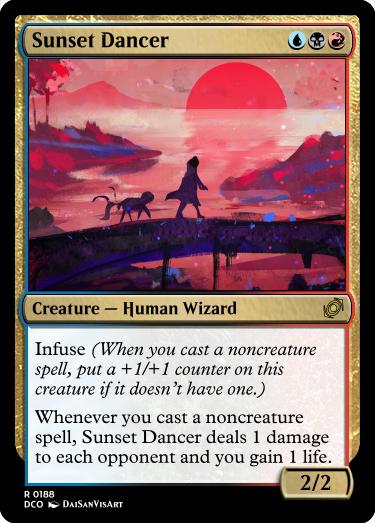 Sunset Dancer
Creature — Human Wizard
Infuse (When you cast a noncreature
spell, put a +1/+1 counter on this
creature if it doesn't have one.)
Whenever you cast a noncreature
spell, Sunset Dancer deals 1 damage
to each opponent and you gain 1 life.
2/2
R 0188
DCO DaiSanVisArt